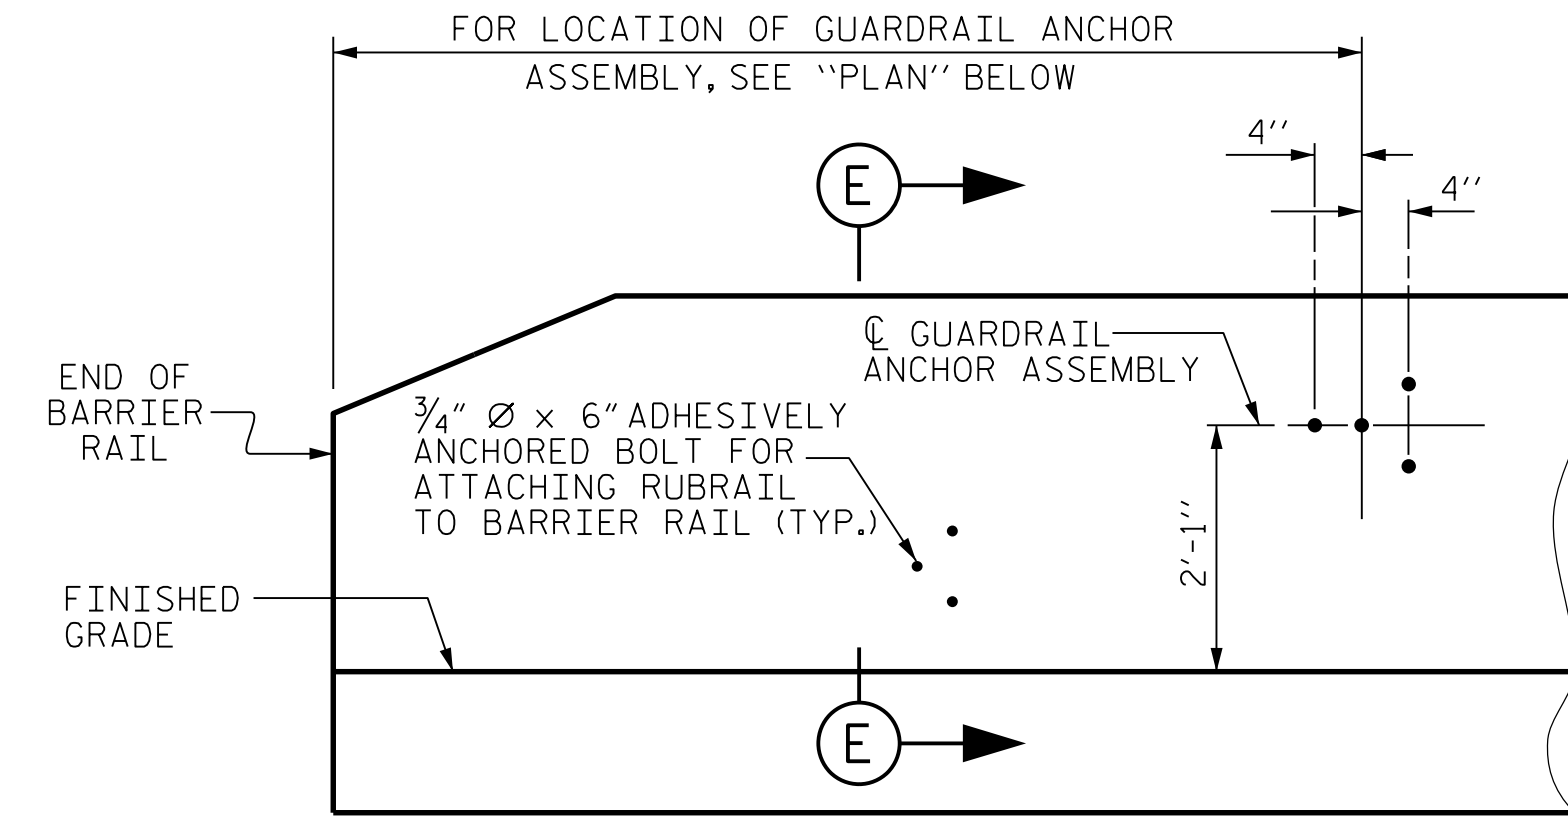 FOR LOCATION OF GUARDRAIL ANCHOR
ASSEMBLY, SEE ‘‘PLAN’’ BELOW
4’’
E
4’’
℄ GUARDRAIL
ANCHOR ASSEMBLY
END OF
BARRIER
RAIL
¾" Ø x 6" ADHESIVELY
ANCHORED BOLT FOR
ATTACHING RUBRAIL
TO BARRIER RAIL (TYP.)
2’-1’’
FINISHED
GRADE
E